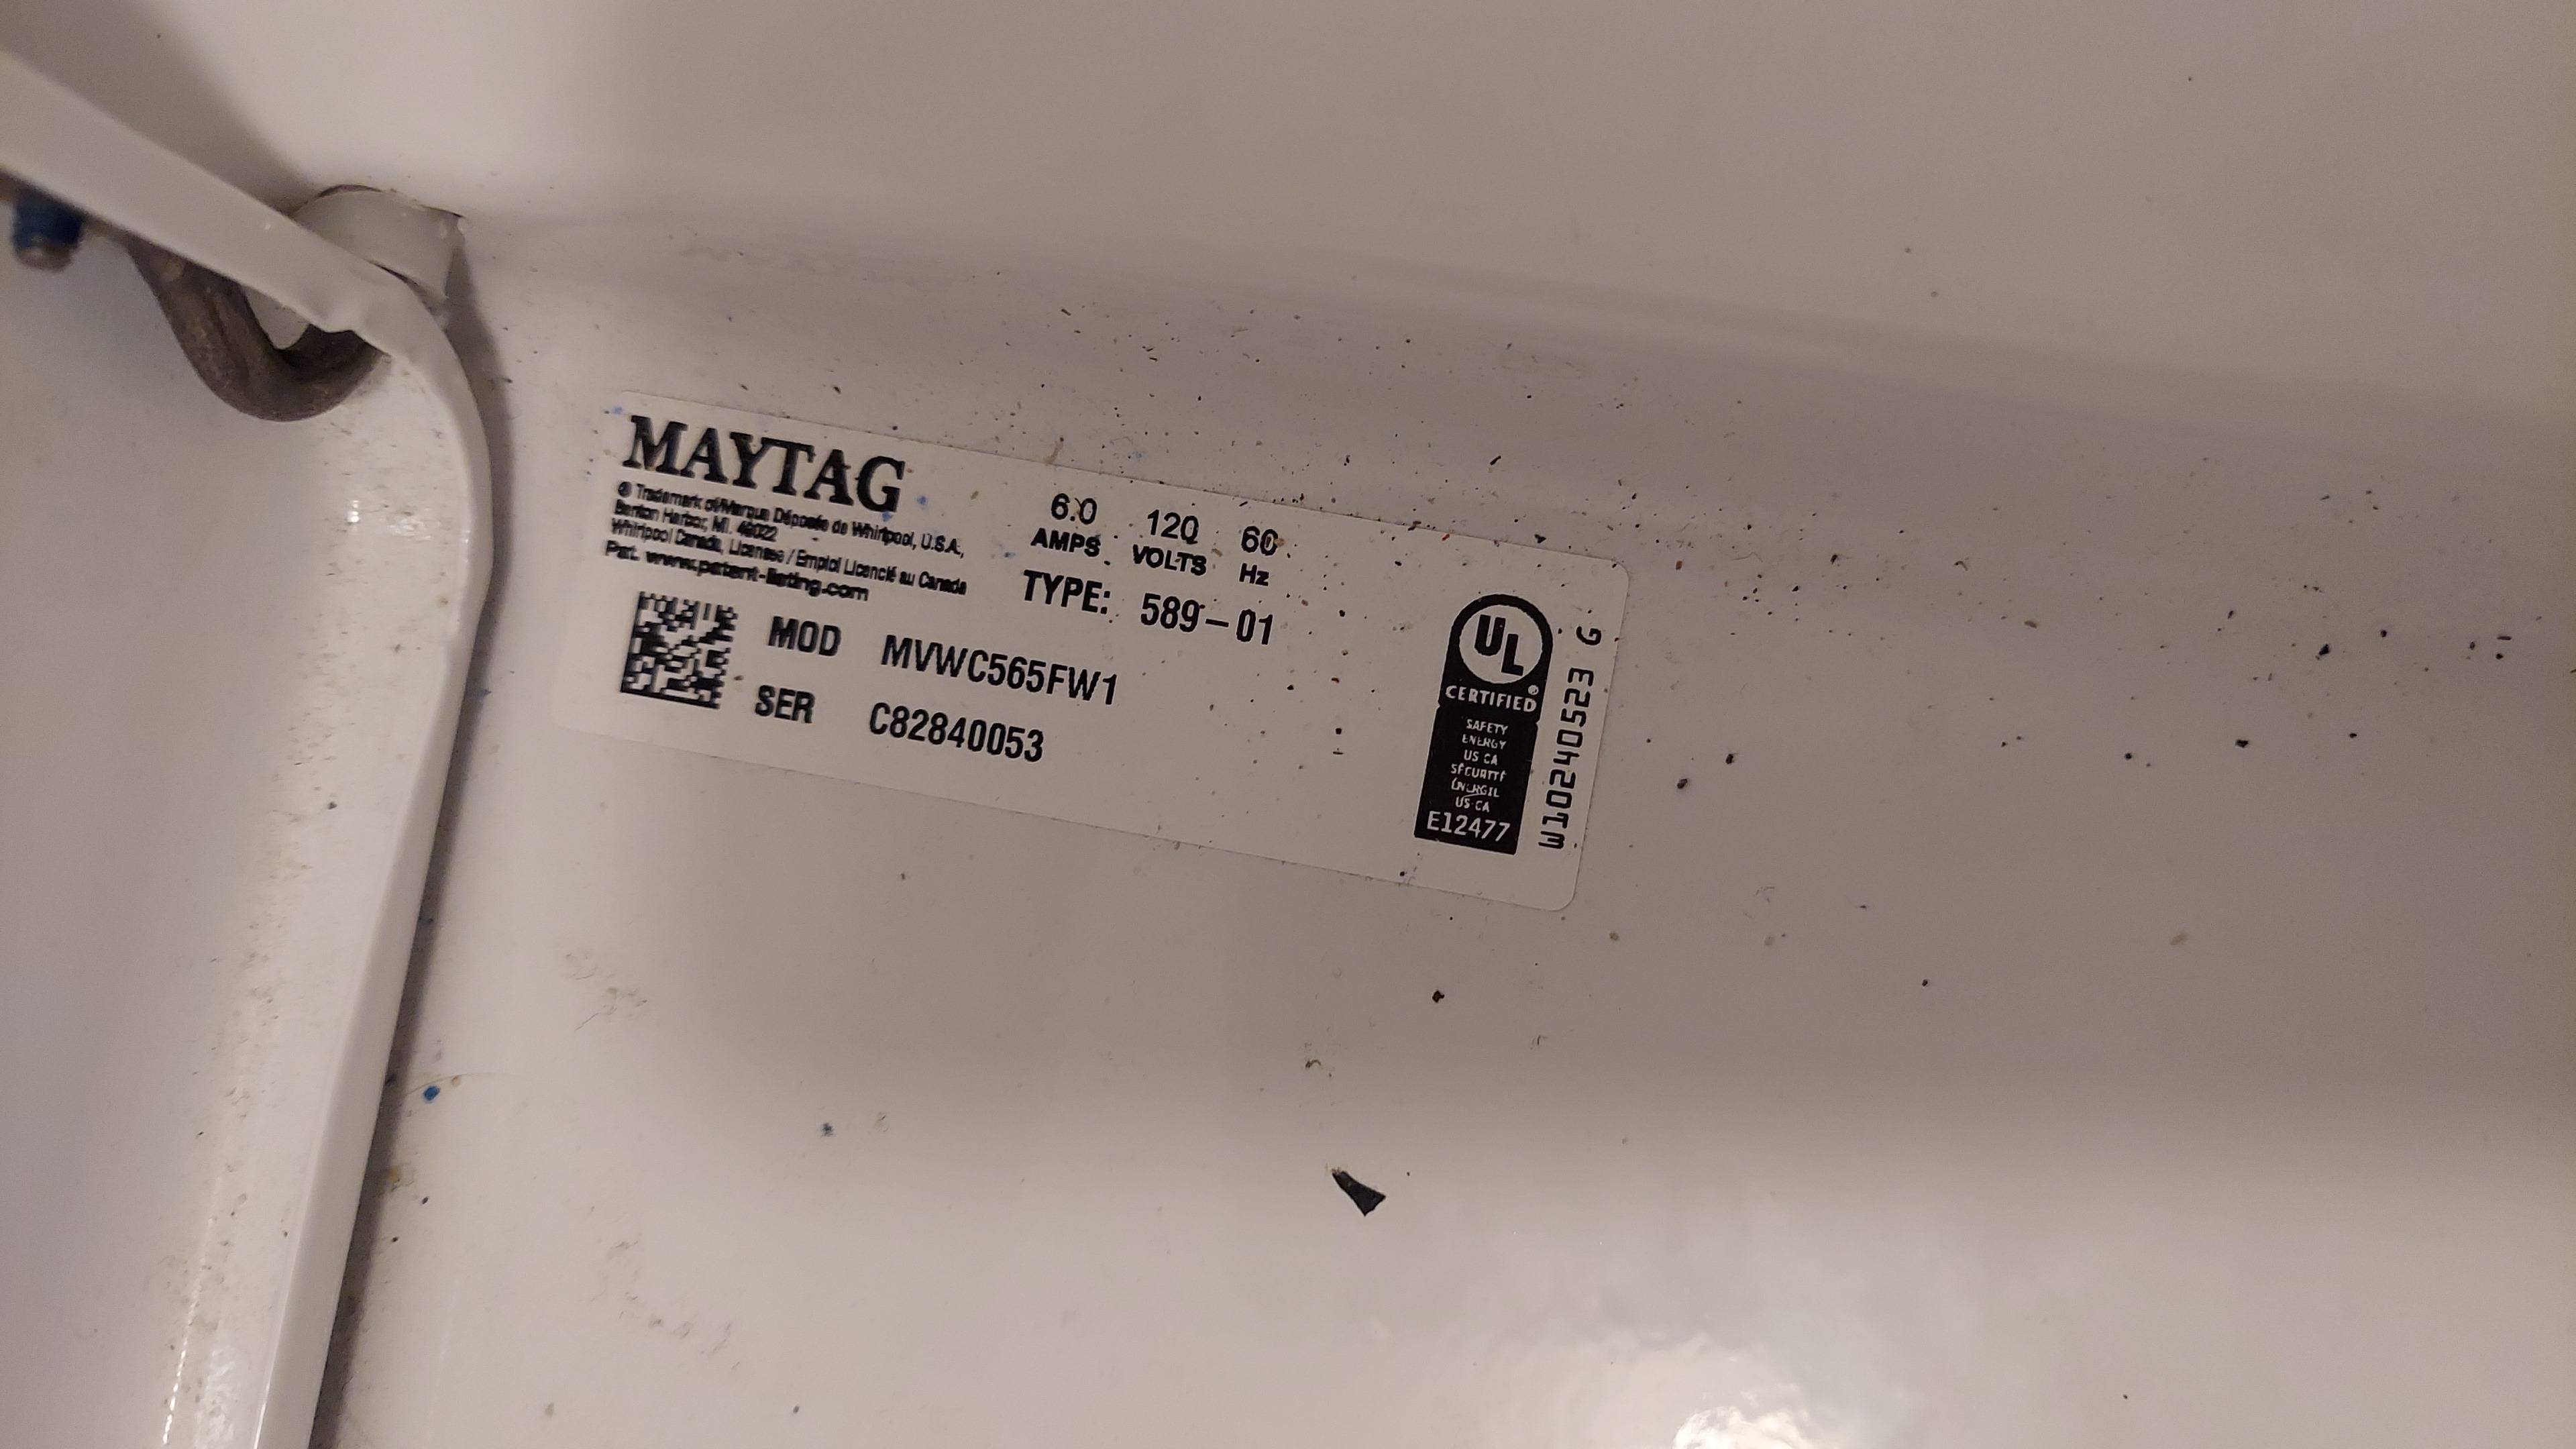 MAYTAG
® Trademark of/Marque Déposée de Whirlpool, U.S.A.,
Benton Harbor, MI. 49022
Whirlpool Canada, Licensee / Emploi Licencié au Canada
Pat. www.patent-listing.com
6.0 120 60
AMPS VOLTS Hz
TYPE: 589-01
MOD MVWC565FW1
SER C82840053
UL
CERTIFIED®
SAFETY
ENERGY
US CA
SÉCURITÉ
ÉNERGIE
US CA
E12477
W10240523 G